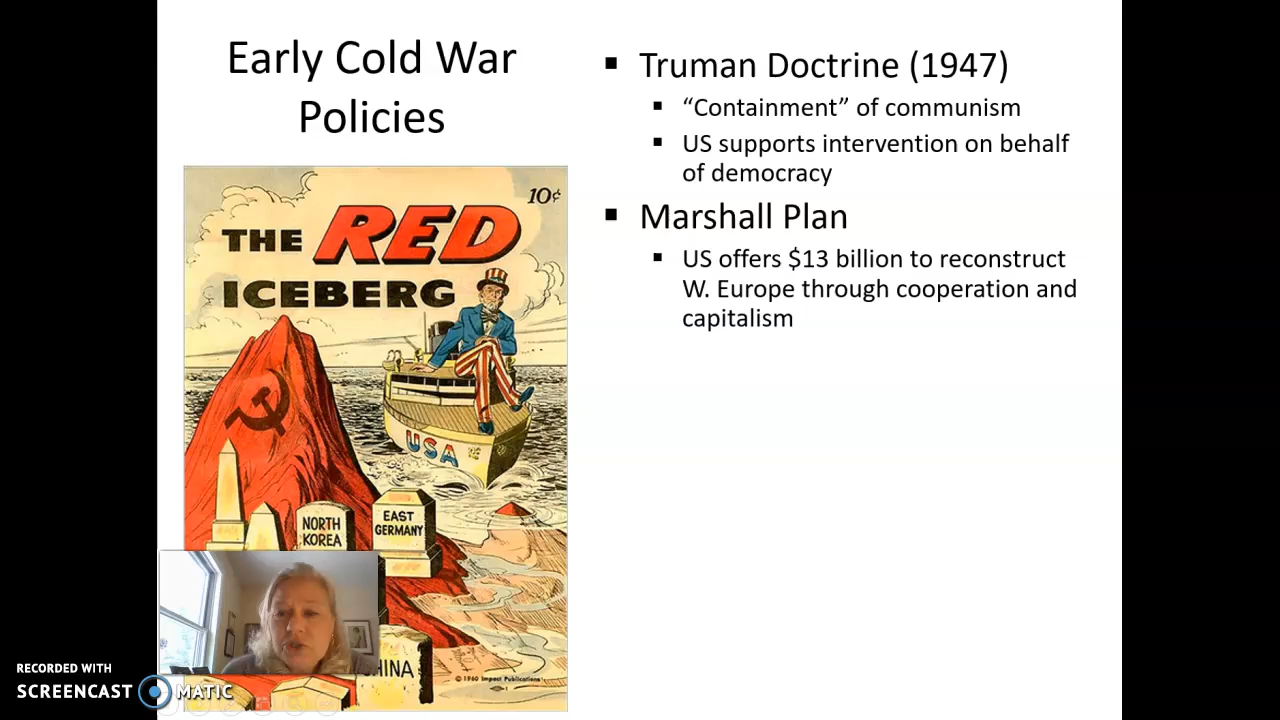 Early Cold War
Policies
▪ Truman Doctrine (1947)
▪ “Containment” of communism
▪ US supports intervention on behalf
of democracy
▪ Marshall Plan
▪ US offers $13 billion to reconstruct
W. Europe through cooperation and
capitalism
10¢
THE RED
ICEBERG
USA
NORTH
KOREA
EAST
GERMANY
CHINA
© 1960 Impact Publications
RECORDED WITH
SCREENCAST MATIC